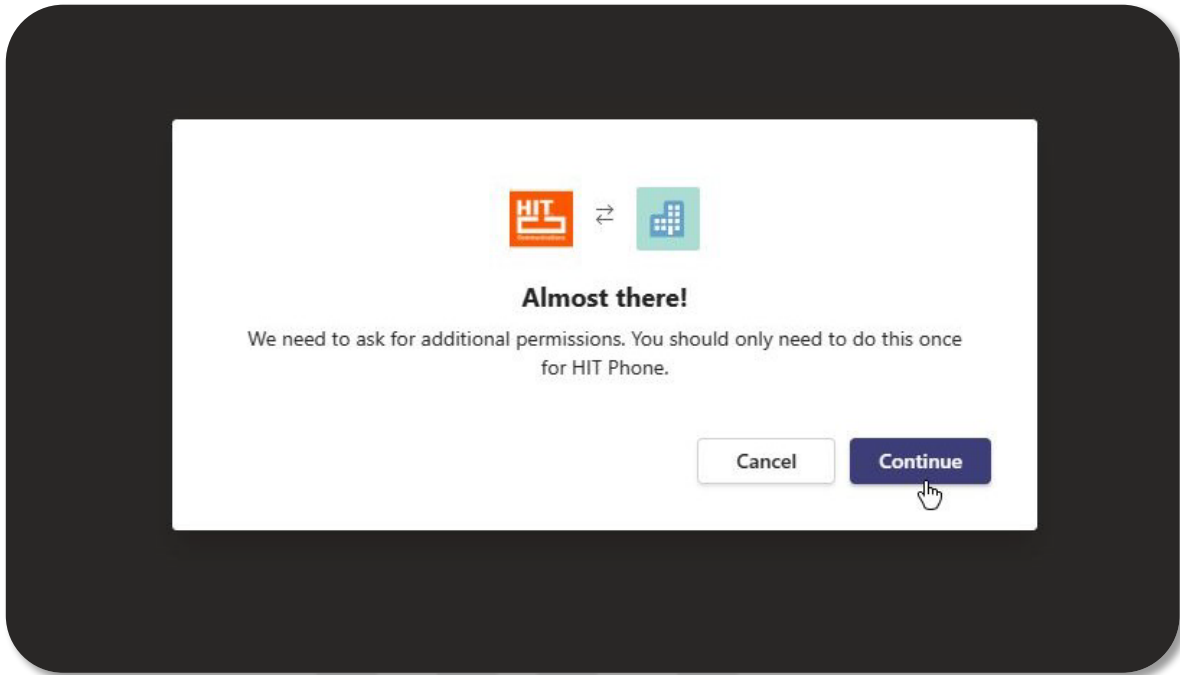 HIT
Communications
Almost there!
We need to ask for additional permissions. You should only need to do this once
for HIT Phone.
Cancel
Continue